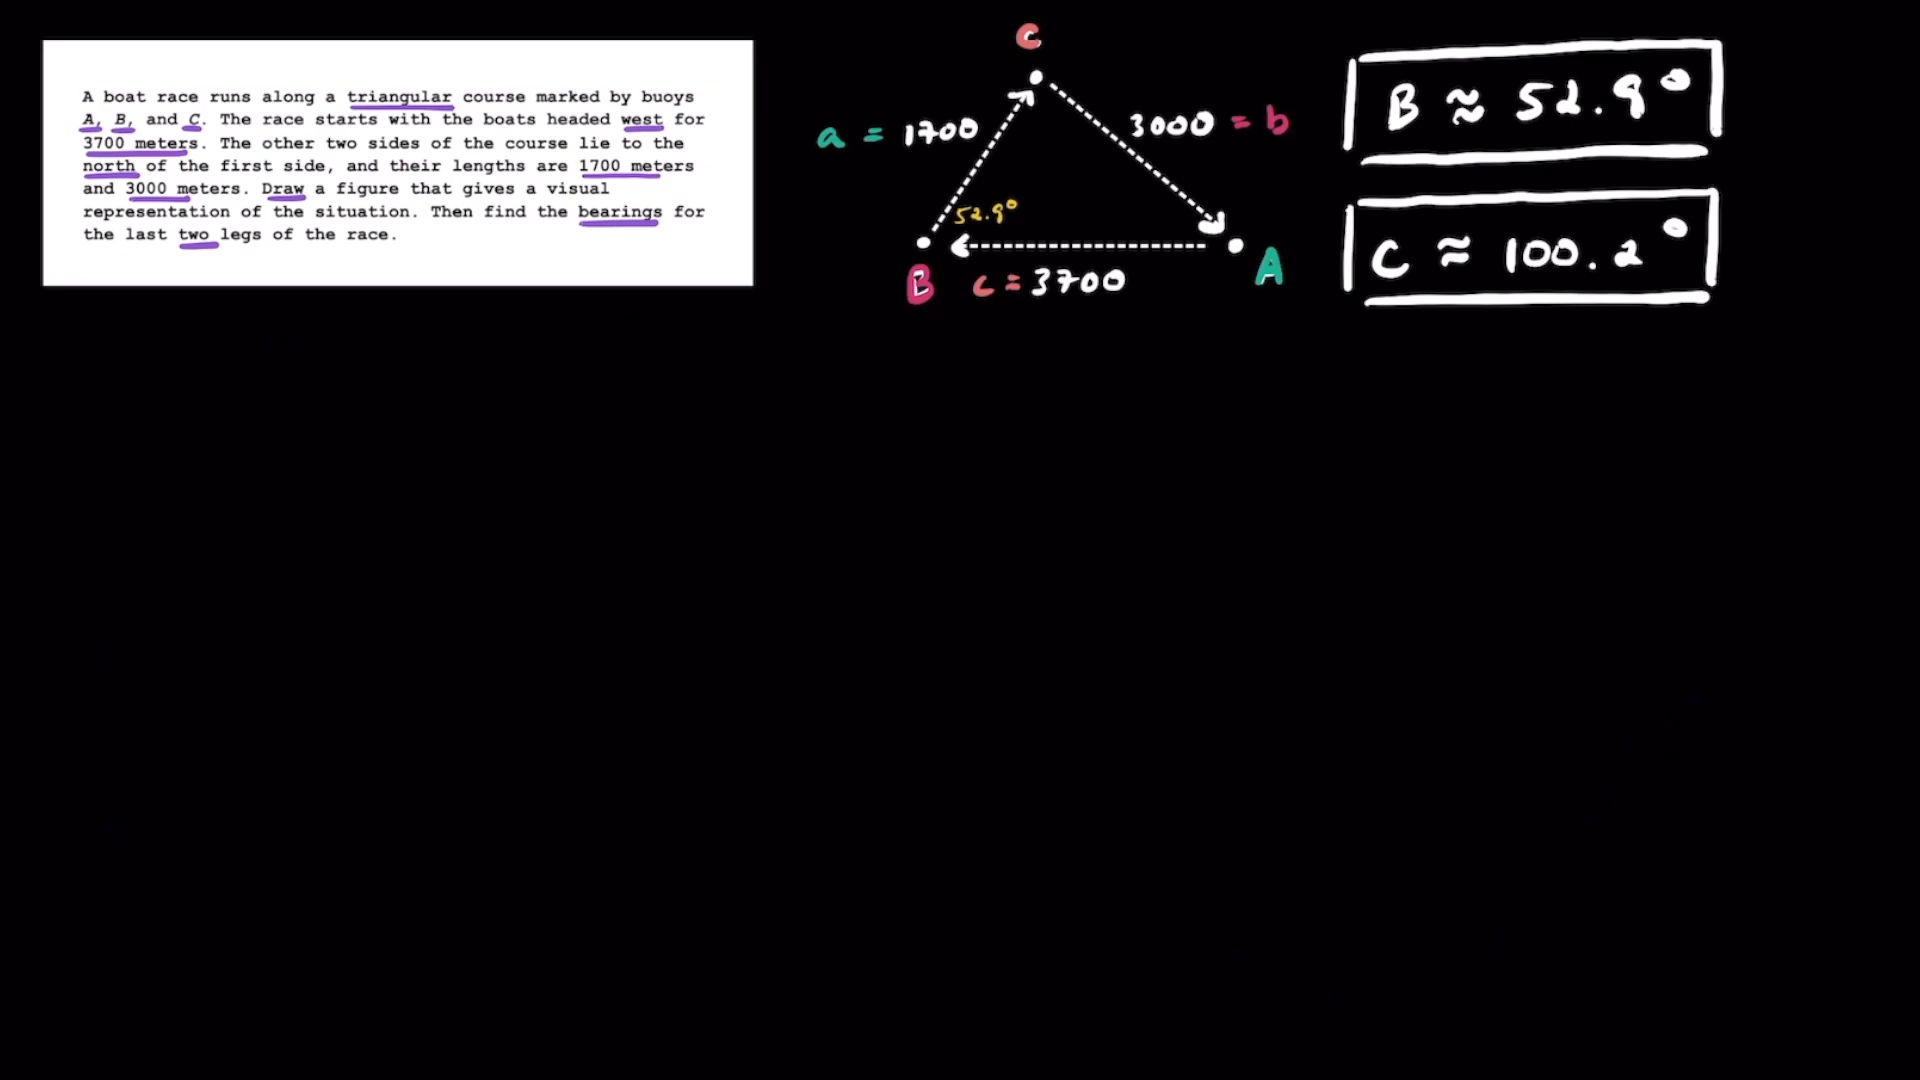 A boat race runs along a triangular course marked by buoys
A, B, and C. The race starts with the boats headed west for
3700 meters. The other two sides of the course lie to the
north of the first side, and their lengths are 1700 meters
and 3000 meters. Draw a figure that gives a visual
representation of the situation. Then find the bearings for
the last two legs of the race.
C
a = 1700
3000 = b
52.9°
B
c = 3700
A
B ≈ 52.9°
C ≈ 100.2°